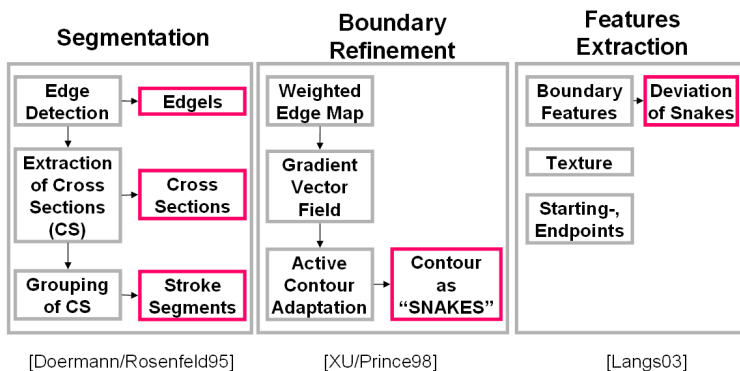 Segmentation
Edge
Detection
Edgels
Extraction
of Cross
Sections
(CS)
Cross
Sections
Grouping
of CS
Stroke
Segments
[Doermann/Rosenfeld95]
Boundary
Refinement
Weighted
Edge Map
Gradient
Vector
Field
Active
Contour
Adaptation
Contour
as
“SNAKES”
[XU/Prince98]
Features
Extraction
Boundary
Features
Deviation
of Snakes
Texture
Starting-,
Endpoints
[Langs03]